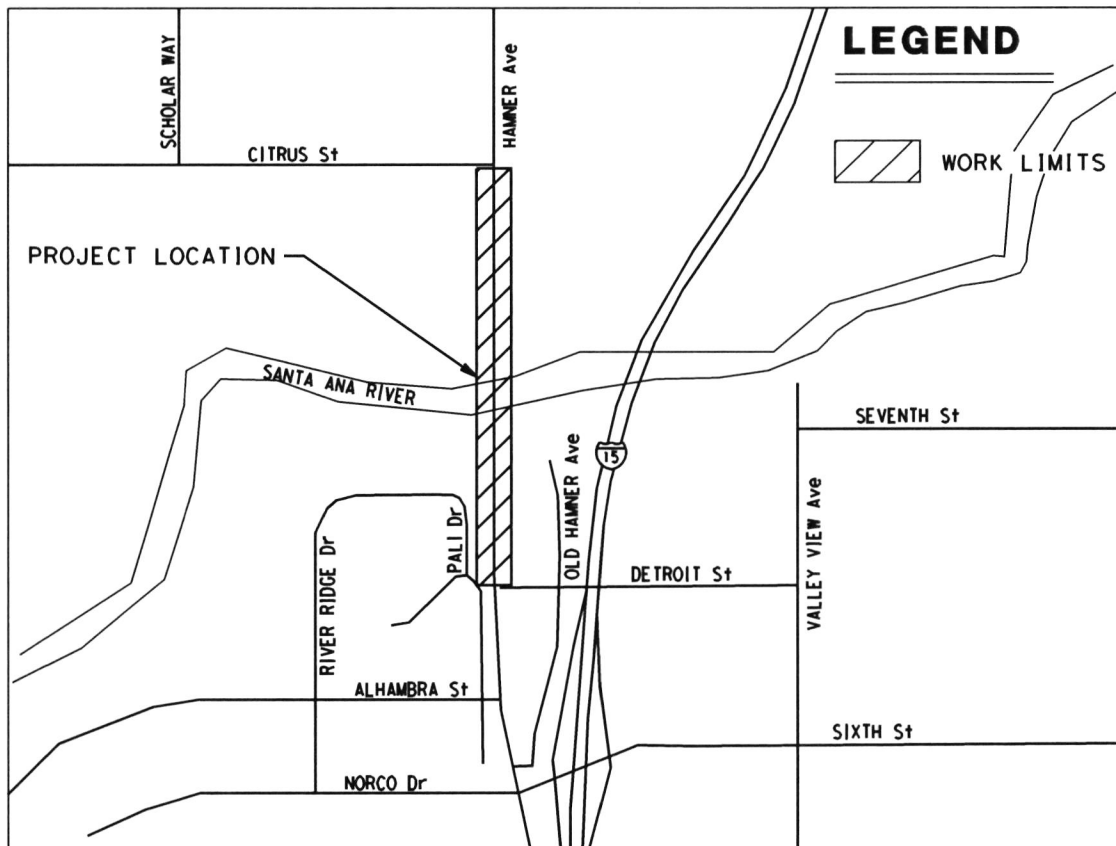 LEGEND
SCHOLAR WAY
HAMNER Ave
CITRUS St
WORK LIMITS
PROJECT LOCATION
SANTA ANA RIVER
SEVENTH St
15
OLD HAMNER Ave
PALI Dr
RIVER RIDGE Dr
DETROIT St
VALLEY VIEW Ave
ALHAMBRA St
SIXTH St
NORCO Dr